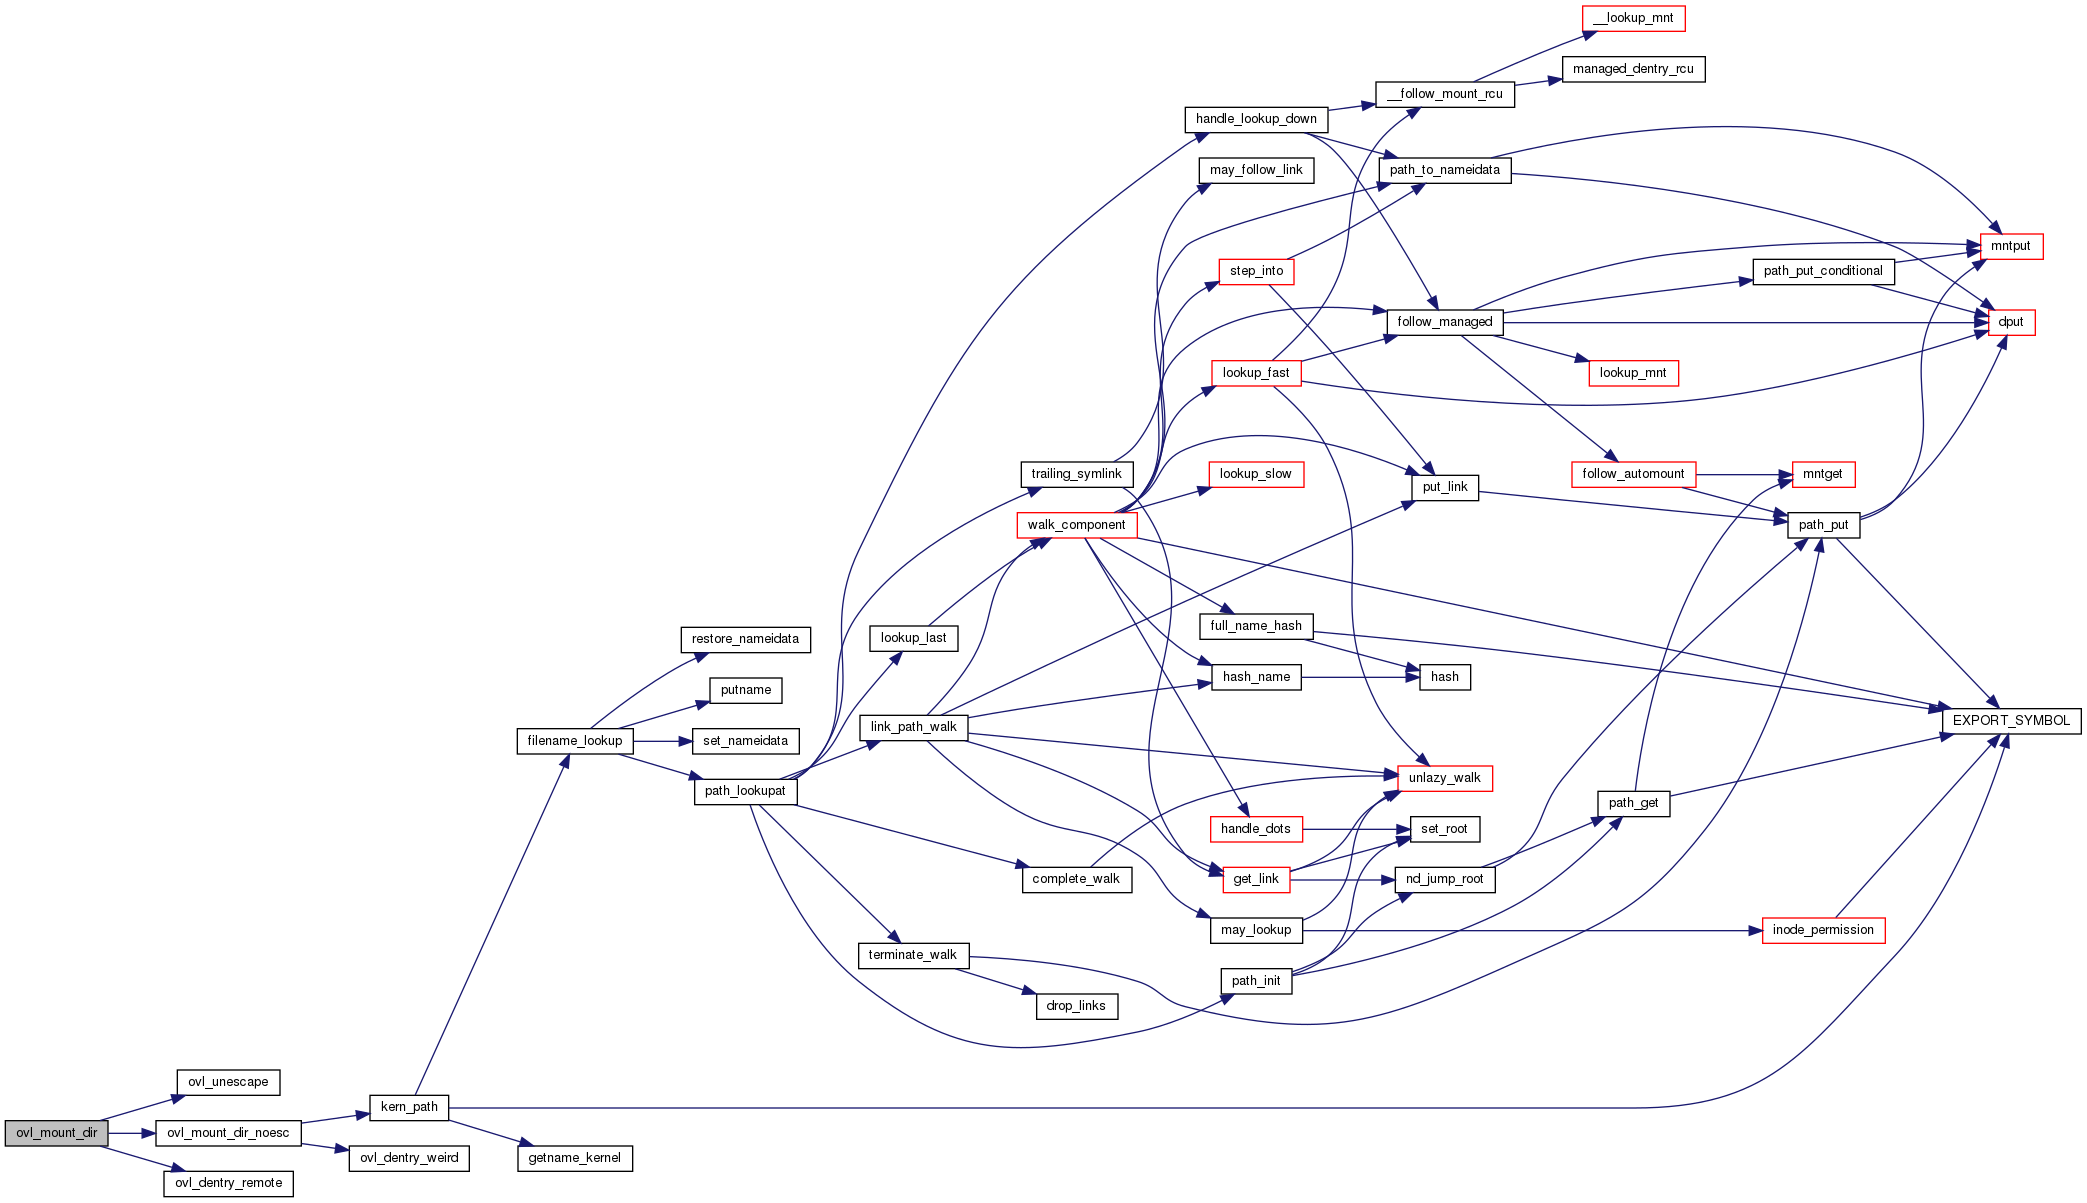 __lookup_mnt
managed_dentry_rcu
__follow_mount_rcu
handle_lookup_down
may_follow_link
path_to_nameidata
mntput
step_into
path_put_conditional
follow_managed
dput
lookup_fast
lookup_mnt
trailing_symlink
lookup_slow
follow_automount
mntget
put_link
walk_component
path_put
full_name_hash
restore_nameidata
lookup_last
hash_name
hash
putname
link_path_walk
EXPORT_SYMBOL
filename_lookup
set_nameidata
unlazy_walk
path_lookupat
path_get
handle_dots
set_root
complete_walk
get_link
nd_jump_root
may_lookup
inode_permission
terminate_walk
path_init
drop_links
ovl_unescape
kern_path
ovl_mount_dir
ovl_mount_dir_noesc
ovl_dentry_weird
getname_kernel
ovl_dentry_remote